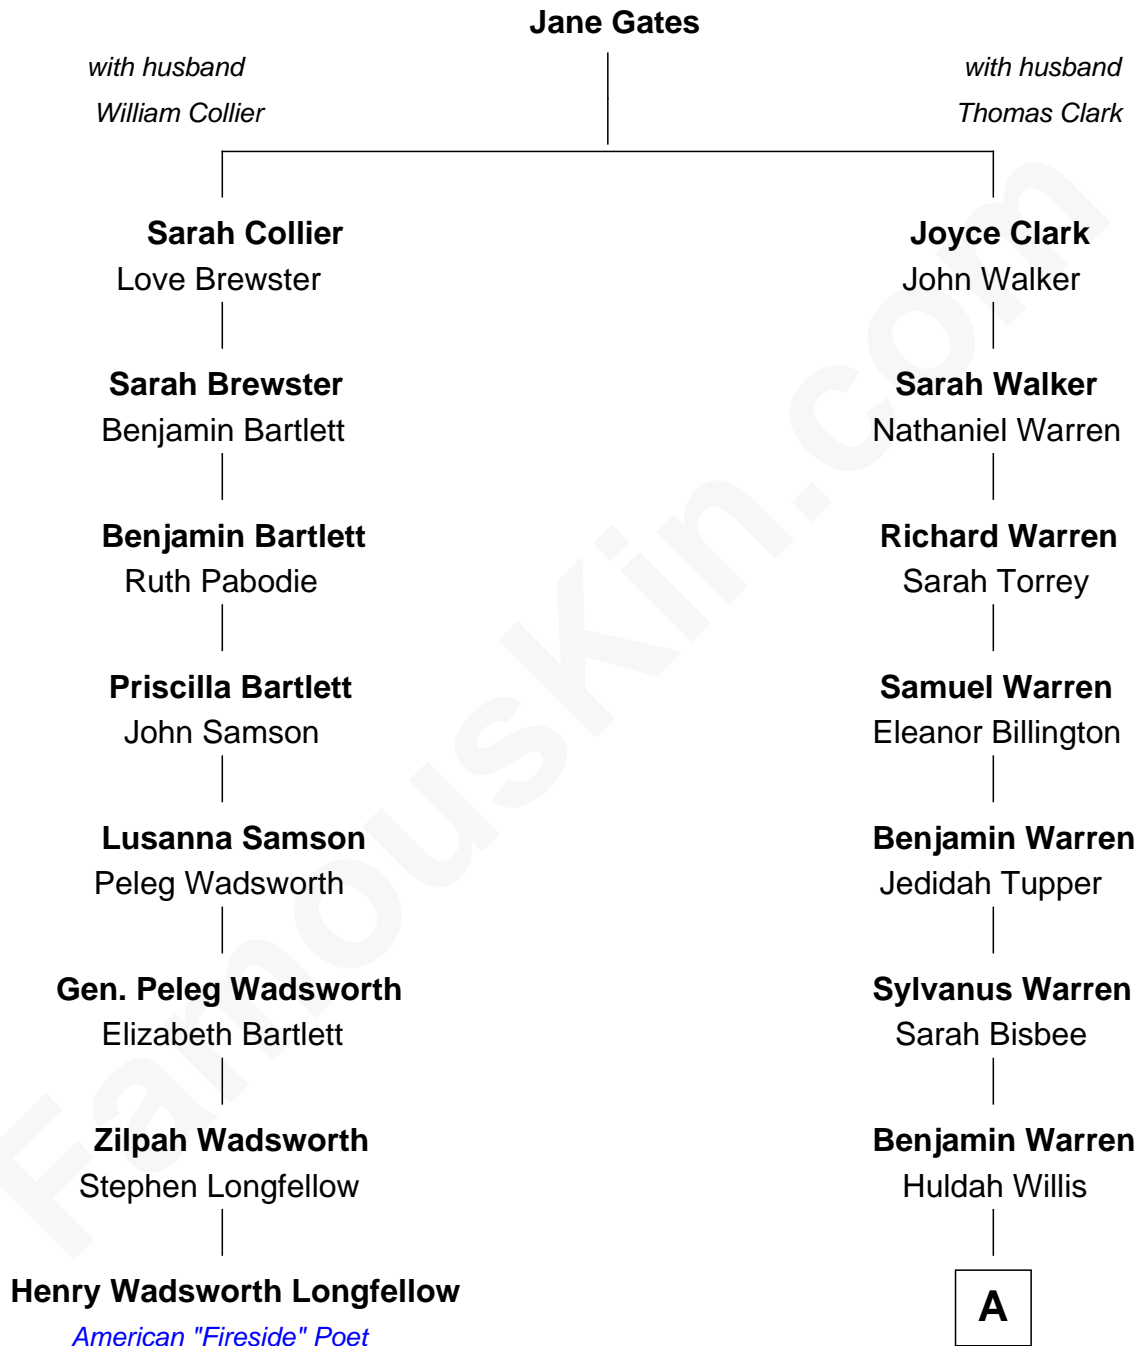 Jane Gates
with husband
William Collier
with husband
Thomas Clark
Sarah Collier
Love Brewster
Joyce Clark
John Walker
Sarah Brewster
Benjamin Bartlett
Sarah Walker
Nathaniel Warren
Benjamin Bartlett
Ruth Pabodie
Richard Warren
Sarah Torrey
Priscilla Bartlett
John Samson
Samuel Warren
Eleanor Billington
Lusanna Samson
Peleg Wadsworth
Benjamin Warren
Jedidah Tupper
Gen. Peleg Wadsworth
Elizabeth Bartlett
Sylvanus Warren
Sarah Bisbee
Zilpah Wadsworth
Stephen Longfellow
Benjamin Warren
Huldah Willis
Henry Wadsworth Longfellow
American "Fireside" Poet
A
FamousKin.com